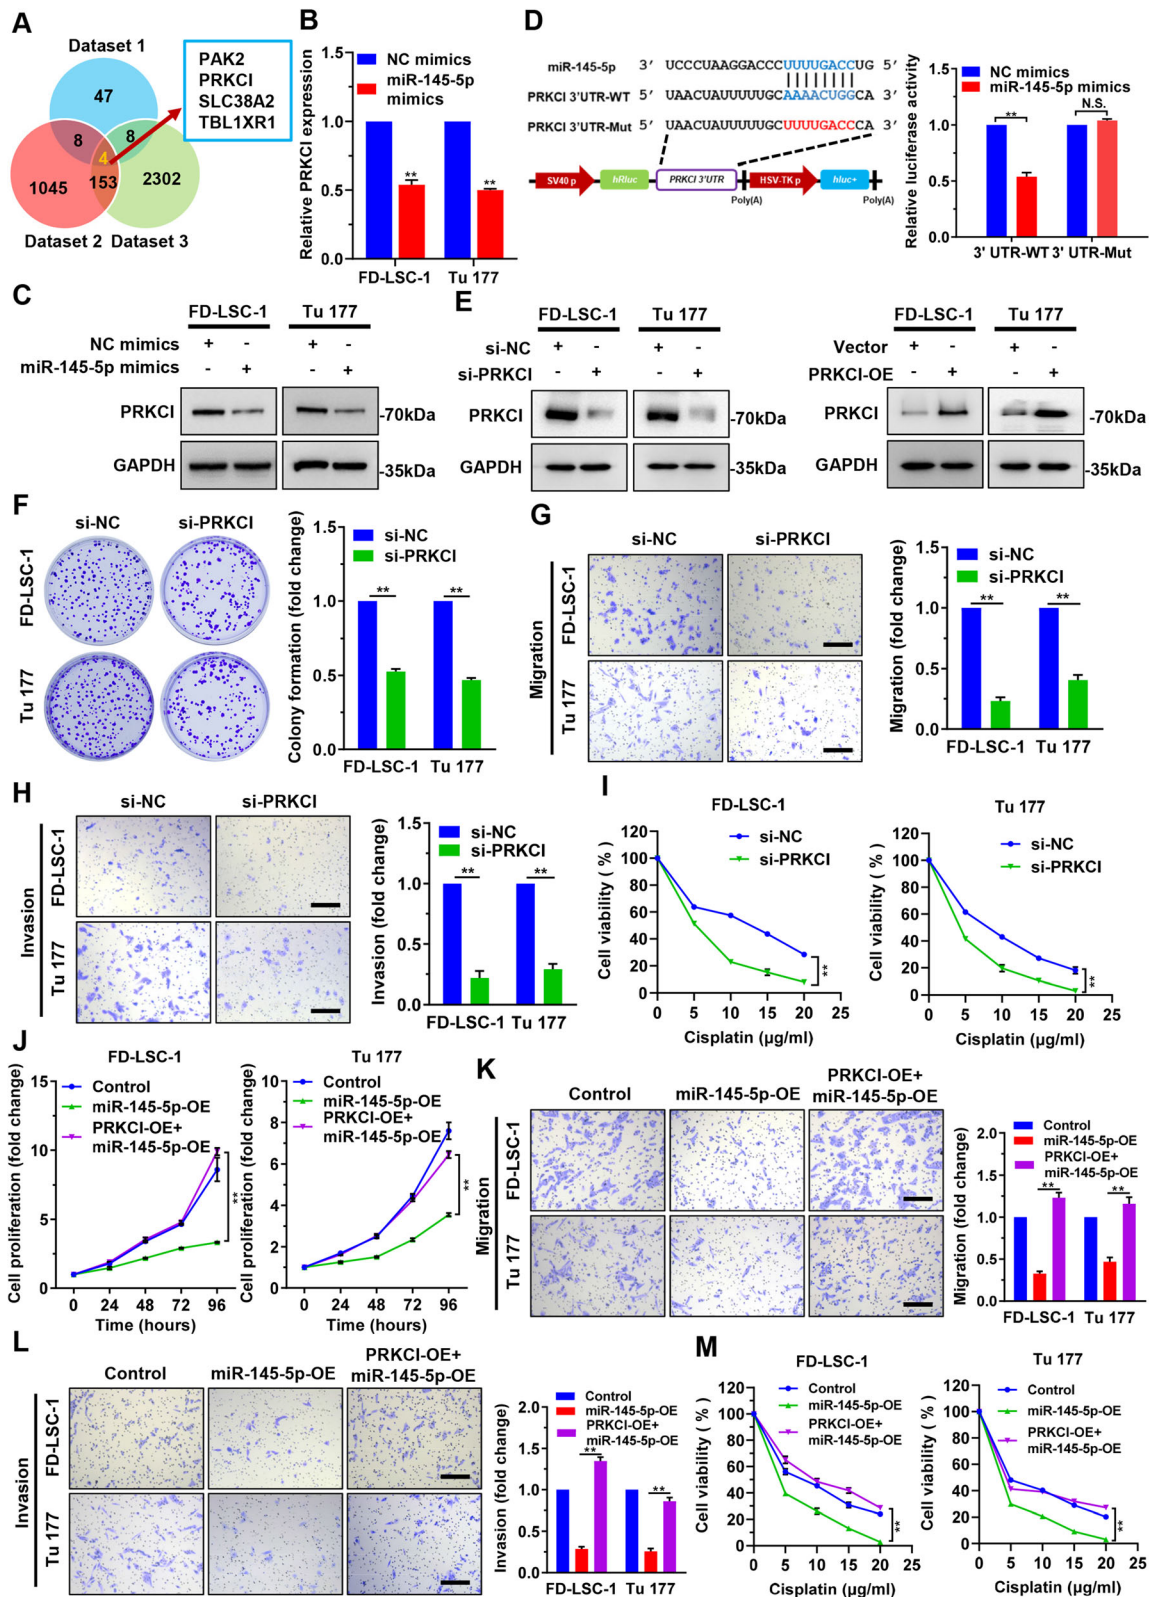 A
Dataset 1
47
8
8
4
1045
153
2302
Dataset 2
Dataset 3
PAK2
PRKCI
SLC38A2
TBL1XR1
B
Relative PRKCI expression
1.5
1.0
0.5
0.0
NC mimics
miR-145-5p
mimics
**
**
FD-LSC-1
Tu 177
D
miR-145-5p 3′ UCCCUAAGGACCCUUUUGACCUG 5′
PRKCI 3′UTR-WT 5′ UAACUAUUUUUGCAAAACUGGCA 3′
PRKCI 3′UTR-Mut 5′ UAACUAUUUUUGCUUUUGACCCA 3′
SV40 p
hRluc
PRKCI 3′UTR
HSV-TK p
hluc+
Poly(A)
Poly(A)
Relative luciferase activity
1.5
1.0
0.5
0.0
NC mimics
miR-145-5p mimics
**
N.S.
3' UTR-WT 3' UTR-Mut
C
FD-LSC-1
Tu 177
NC mimics + - + -
miR-145-5p mimics - + - +
PRKCI
-70kDa
GAPDH
-35kDa
E
FD-LSC-1
Tu 177
si-NC + - + -
si-PRKCI - + - +
PRKCI
-70kDa
GAPDH
-35kDa
FD-LSC-1
Tu 177
Vector + - + -
PRKCI-OE - + - +
PRKCI
-70kDa
GAPDH
-35kDa
F
si-NC
si-PRKCI
FD-LSC-1
Tu 177
Colony formation (fold change)
1.5
1.0
0.5
0.0
si-NC
si-PRKCI
**
**
FD-LSC-1
Tu 177
G
si-NC
si-PRKCI
Migration
FD-LSC-1
Tu 177
Migration (fold change)
1.5
1.0
0.5
0.0
si-NC
si-PRKCI
**
**
FD-LSC-1
Tu 177
H
si-NC
si-PRKCI
Invasion
FD-LSC-1
Tu 177
Invasion (fold change)
1.5
1.0
0.5
0.0
si-NC
si-PRKCI
**
**
FD-LSC-1
Tu 177
I
FD-LSC-1
Cell viability ( % )
120
100
80
60
40
20
0
si-NC
si-PRKCI
**
0 5 10 15 20 25
Cisplatin (μg/ml)
Tu 177
Cell viability ( % )
120
100
80
60
40
20
0
si-NC
si-PRKCI
**
0 5 10 15 20 25
Cisplatin (μg/ml)
J
FD-LSC-1
Cell proliferation (fold change)
15
10
5
0
Control
miR-145-5p-OE
PRKCI-OE+
miR-145-5p-OE
**
0 24 48 72 96
Time (hours)
Tu 177
Cell proliferation (fold change)
10
8
6
4
2
0
Control
miR-145-5p-OE
PRKCI-OE+
miR-145-5p-OE
**
0 24 48 72 96
Time (hours)
K
Control
miR-145-5p-OE
PRKCI-OE+
miR-145-5p-OE
Migration
FD-LSC-1
Tu 177
Migration (fold change)
2.0
1.5
1.0
0.5
0.0
Control
miR-145-5p-OE
PRKCI-OE+
miR-145-5p-OE
**
**
FD-LSC-1
Tu 177
L
Control
miR-145-5p-OE
PRKCI-OE+
miR-145-5p-OE
Invasion
FD-LSC-1
Tu 177
Invasion (fold change)
2.0
1.5
1.0
0.5
0.0
Control
miR-145-5p-OE
PRKCI-OE+
miR-145-5p-OE
**
**
FD-LSC-1
Tu 177
M
FD-LSC-1
Cell viability ( % )
120
100
80
60
40
20
0
Control
miR-145-5p-OE
PRKCI-OE+
miR-145-5p-OE
**
0 5 10 15 20 25
Cisplatin (μg/ml)
Tu 177
Cell viability ( % )
120
100
80
60
40
20
0
Control
miR-145-5p-OE
PRKCI-OE+
miR-145-5p-OE
**
0 5 10 15 20 25
Cisplatin (μg/ml)